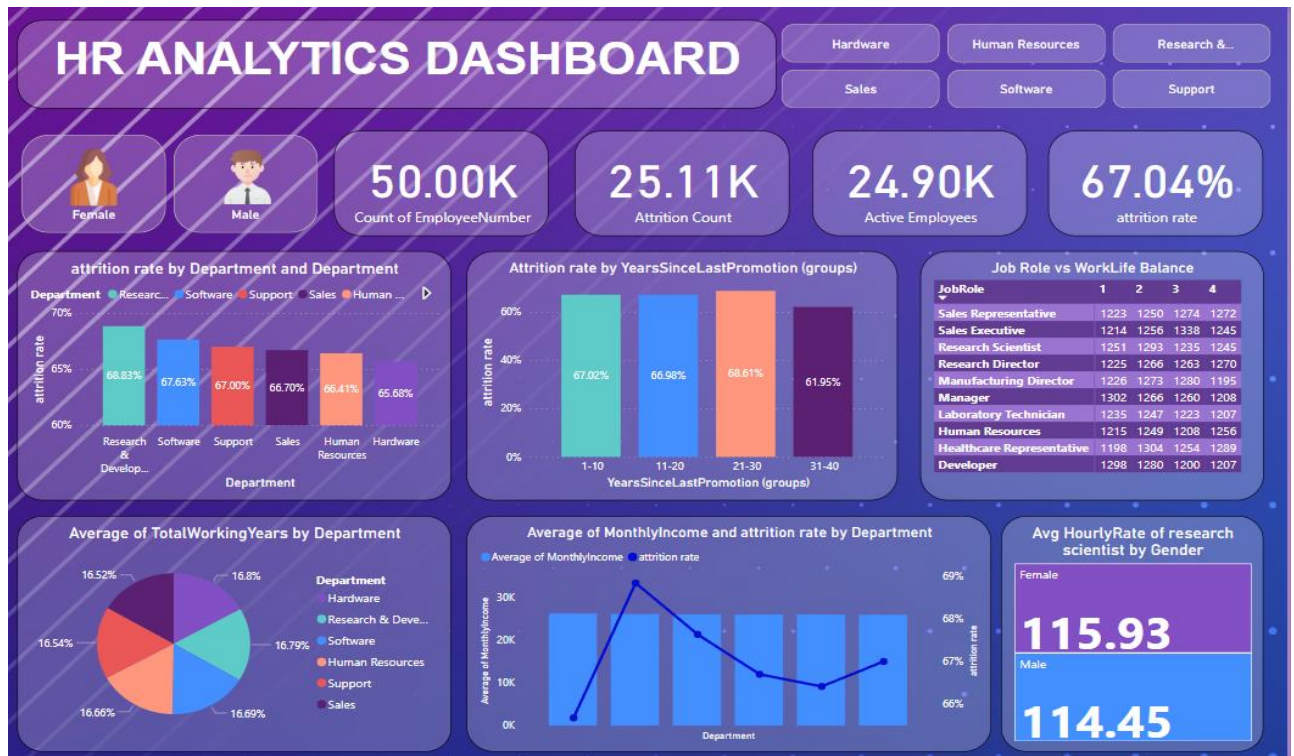 HR ANALYTICS DASHBOARD
Hardware
Human Resources
Research &...
Sales
Software
Support
Female
Male
50.00K
Count of EmployeeNumber
25.11K
Attrition Count
24.90K
Active Employees
67.04%
attrition rate
attrition rate by Department and Department
Department Researc... Software Support Sales Human ...
70%
65%
60%
attrition rate
68.83%
67.63%
67.00%
66.70%
66.41%
65.68%
Research & Develop...
Software
Support
Sales
Human Resources
Hardware
Department
Attrition rate by YearsSinceLastPromotion (groups)
60%
40%
20%
0%
attrition rate
67.02%
66.98%
68.61%
61.95%
1-10
11-20
21-30
31-40
YearsSinceLastPromotion (groups)
Job Role vs WorkLife Balance
JobRole 1 2 3 4
Sales Representative 1223 1250 1274 1272
Sales Executive 1214 1256 1338 1245
Research Scientist 1251 1293 1235 1245
Research Director 1225 1266 1263 1270
Manufacturing Director 1226 1273 1280 1195
Manager 1302 1266 1260 1208
Laboratory Technician 1235 1247 1223 1207
Human Resources 1215 1249 1208 1256
Healthcare Representative 1198 1304 1254 1289
Developer 1298 1280 1200 1207
Average of TotalWorkingYears by Department
16.52%
16.8%
16.54%
16.79%
16.66%
16.69%
Department
Hardware
Research & Deve...
Software
Human Resources
Support
Sales
Average of MonthlyIncome and attrition rate by Department
Average of MonthlyIncome attrition rate
30K
20K
10K
0K
Average of MonthlyIncome
69%
68%
67%
66%
attrition rate
Department
Avg HourlyRate of research
scientist by Gender
Female
115.93
Male
114.45